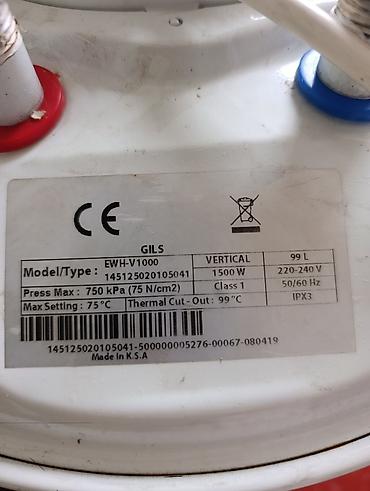 CE
GILS
Model/Type : EWH-V1000 VERTICAL 99 L
145125020105041 1500 W 220-240 V
Press Max : 750 kPa (75 N/cm2) Class 1 50/60 Hz
Max Setting : 75°C Thermal Cut - Out : 99°C IPX3
145125020105041-500000005276-00067-080419
Made in K.S.A